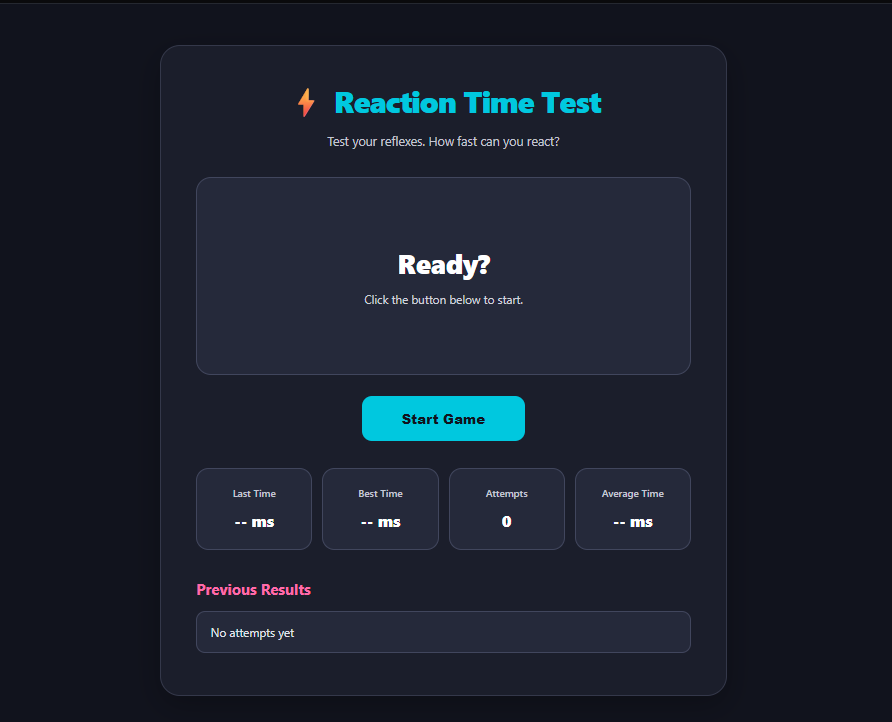 ⚡ Reaction Time Test
Test your reflexes. How fast can you react?
Ready?
Click the button below to start.
Start Game
Last Time
-- ms
Best Time
-- ms
Attempts
0
Average Time
-- ms
Previous Results
No attempts yet